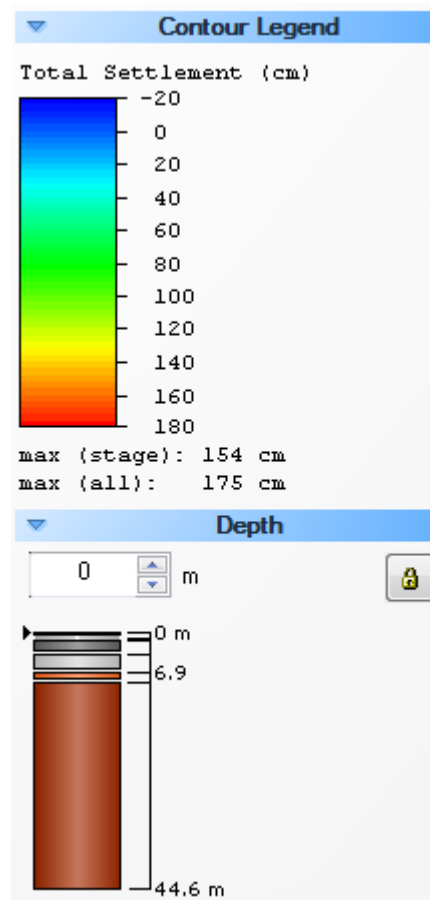 Contour Legend
Total Settlement (cm)
-20
0
20
40
60
80
100
120
140
160
180
max (stage): 154 cm
max (all): 175 cm
Depth
0 m
0 m
6.9
44.6 m